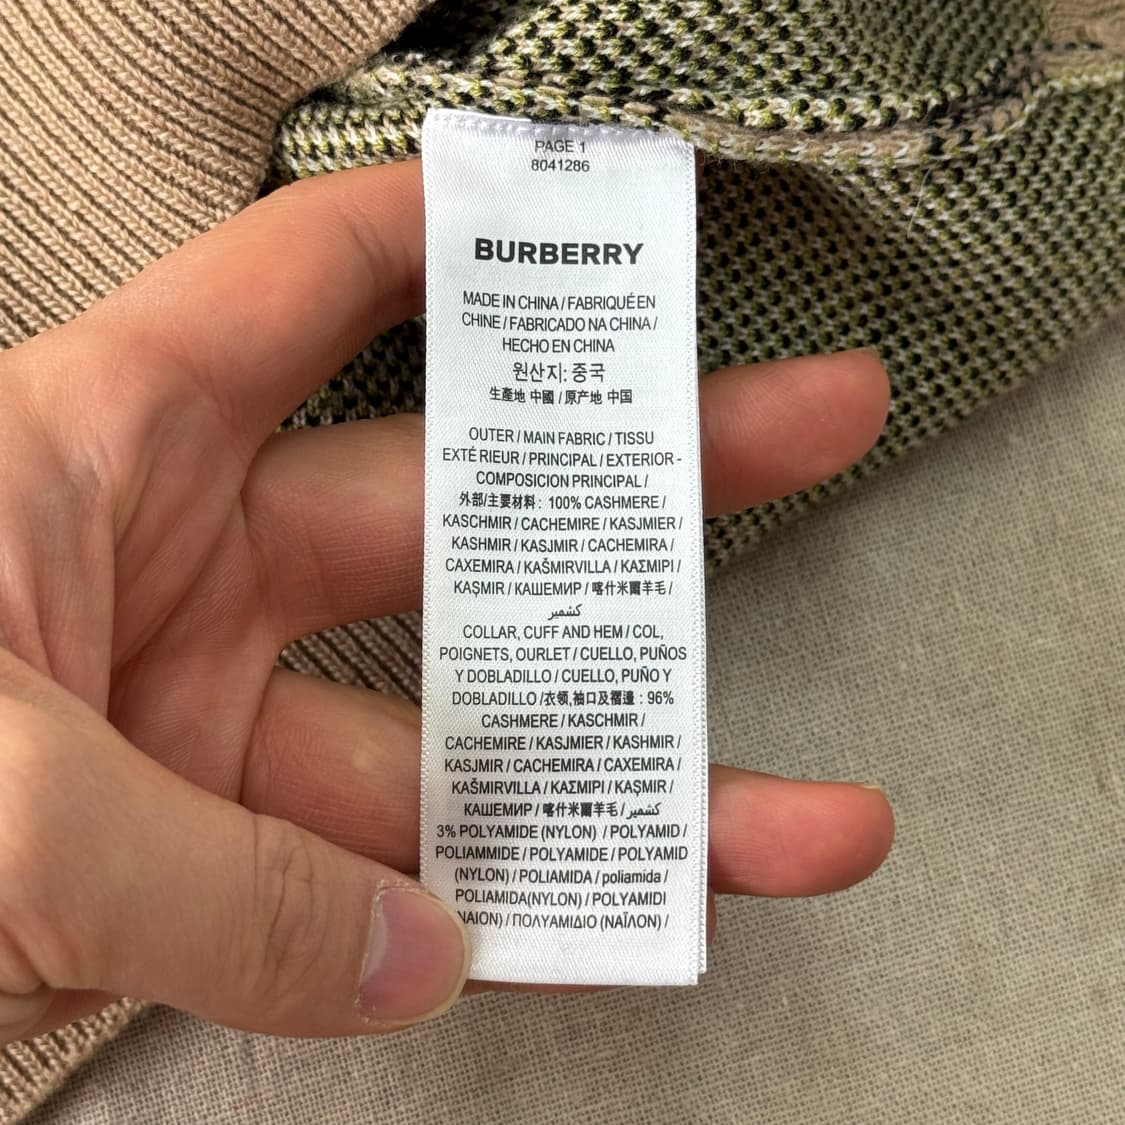 PAGE 1
8041286
BURBERRY
MADE IN CHINA / FABRIQUÉ EN
CHINE / FABRICADO NA CHINA /
HECHO EN CHINA
원산지: 중국
生產地 中國 / 原产地 中国
OUTER / MAIN FABRIC / TISSU
EXTÉ RIEUR / PRINCIPAL / EXTERIOR -
COMPOSICION PRINCIPAL /
外部/主要材料 : 100% CASHMERE /
KASCHMIR / CACHEMIRE / KASJMIER /
KASHMIR / KASJMIR / CACHEMIRA /
CAXEMIRA / KAŠMIRVILLA / ΚΑΣΜΙΡΙ /
KAŞMIR / КАШЕМИР / 喀什米爾羊毛 /
كشمير
COLLAR, CUFF AND HEM / COL,
POIGNETS, OURLET / CUELLO, PUÑOS
Y DOBLADILLO / CUELLO, PUÑO Y
DOBLADILLO /衣领,袖口及褶邊 : 96%
CASHMERE / KASCHMIR /
CACHEMIRE / KASJMIER / KASHMIR /
KASJMIR / CACHEMIRA / CAXEMIRA /
KAŠMIRVILLA / ΚΑΣΜΙΡΙ / KAŞMIR /
КАШЕМИР / 喀什米爾羊毛 / كشمير
3% POLYAMIDE (NYLON) / POLYAMID /
POLIAMMIDE / POLYAMIDE / POLYAMID
(NYLON) / POLIAMIDA / poliamida /
POLIAMIDA(NYLON) / POLYAMIDI
NAION) / ΠΟΛΥΑΜΙΔΙΟ (ΝΑΪΛΟΝ) /